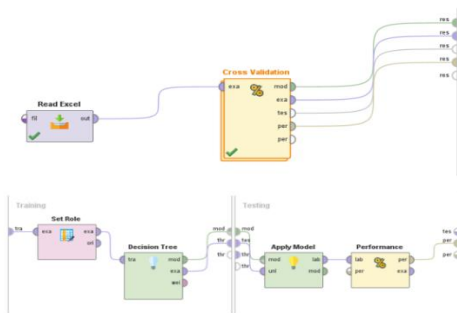 res
res
Cross Validation
res
exa
mod
res
exa
Read Excel
tes
res
fil
out
per
per
Training
Testing
Set Role
tra
exa
exa
ori
mod
mod
tes
Decision Tree
thr
tes
Apply Model
Performance
per
tra
mod
thr
thr
mod
lab
lab
per
per
exa
thr
unl
mod
per
exa
wei